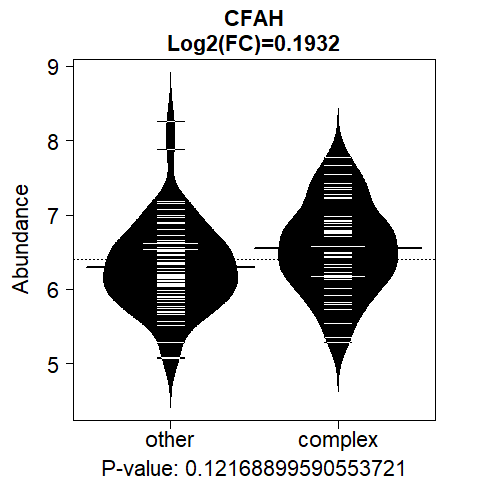 CFAH
Log2(FC)=0.1932
9
8
7
6
5
Abundance
other complex
P-value: 0.12168899590553721